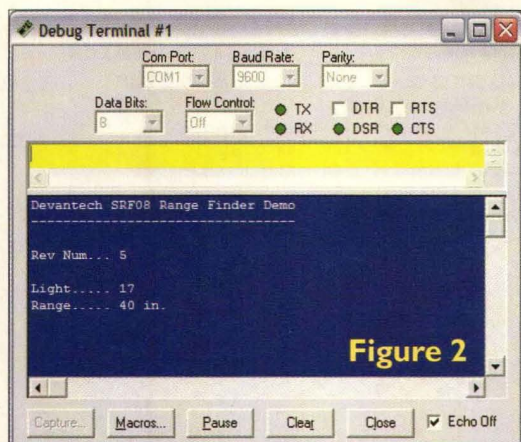 Debug Terminal #1
Com Port: Baud Rate: Parity:
COM1 9600 None
Data Bits: Flow Control: TX DTR RTS
8 Off RX DSR CTS
Devantech SRF08 Range Finder Demo
---------------------------------
Rev Num... 5
Light..... 17
Range..... 40 in.
Figure 2
Capture... Macros... Pause Clear Close Echo Off